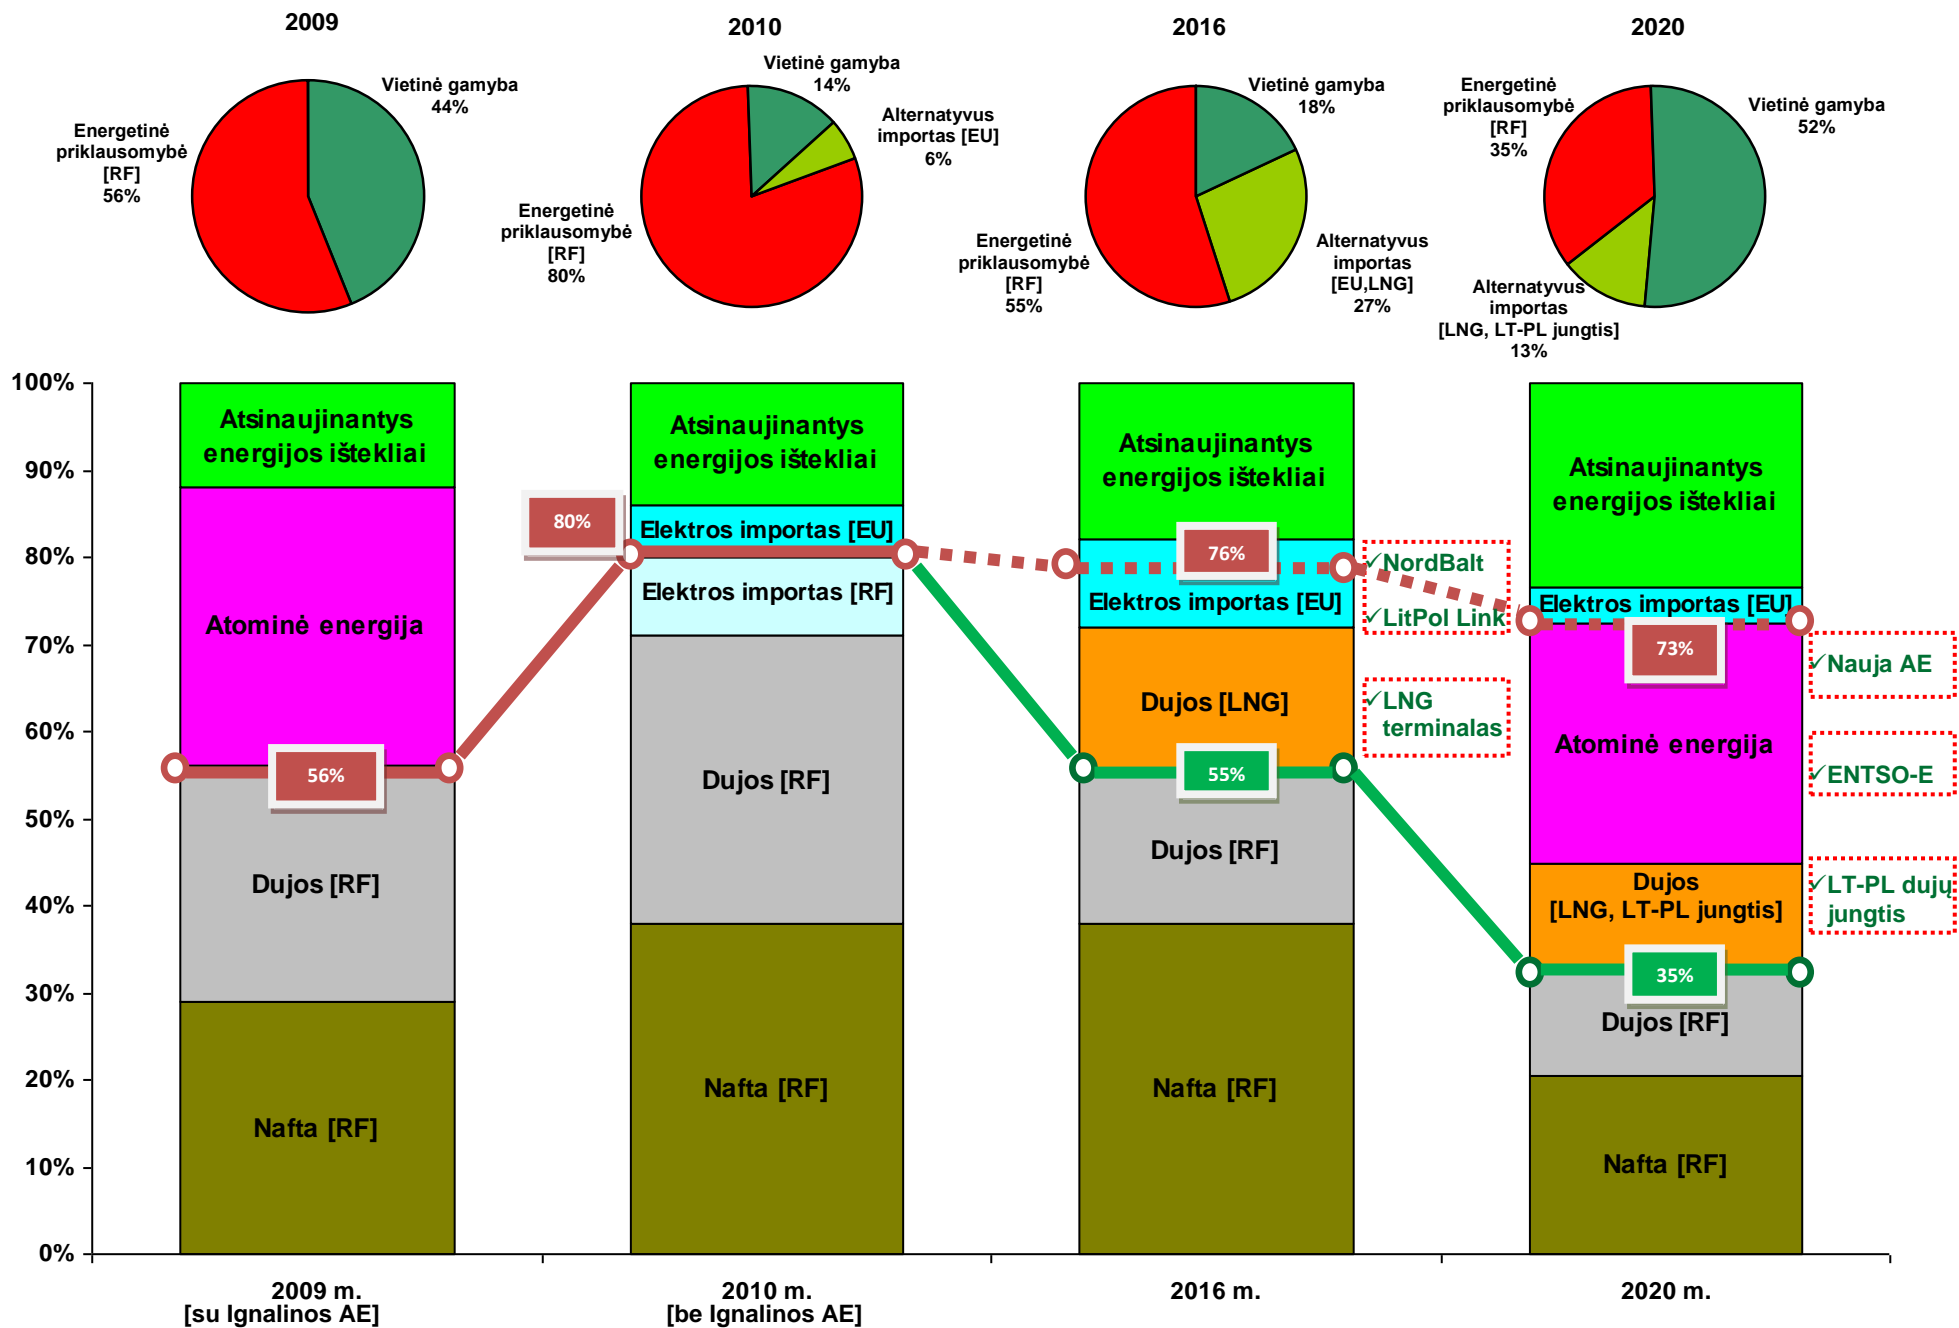 2009
2010
2016
2020
Vietinė gamyba
44%
Energetinė
priklausomybė
[RF]
56%
Vietinė gamyba
14%
Alternatyvus
importas [EU]
6%
Energetinė
priklausomybė
[RF]
80%
Vietinė gamyba
18%
Alternatyvus
importas
[EU,LNG]
27%
Energetinė
priklausomybė
[RF]
55%
Energetinė
priklausomybė
[RF]
35%
Vietinė gamyba
52%
Alternatyvus
importas
[LNG, LT-PL jungtis]
13%
100%
90%
80%
70%
60%
50%
40%
30%
20%
10%
0%
Atsinaujinantys
energijos ištekliai
Atominė energija
56%
Dujos [RF]
Nafta [RF]
Atsinaujinantys
energijos ištekliai
80%
Elektros importas [EU]
Elektros importas [RF]
Dujos [RF]
Nafta [RF]
Atsinaujinantys
energijos ištekliai
76%
Elektros importas [EU]
Dujos [LNG]
55%
Dujos [RF]
Nafta [RF]
✓NordBalt
✓LitPol Link
✓LNG
terminalas
Atsinaujinantys
energijos ištekliai
Elektros importas [EU]
73%
Atominė energija
Dujos
[LNG, LT-PL jungtis]
35%
Dujos [RF]
Nafta [RF]
✓Nauja AE
✓ENTSO-E
✓LT-PL dujų
jungtis
2009 m.
[su Ignalinos AE]
2010 m.
[be Ignalinos AE]
2016 m.
2020 m.